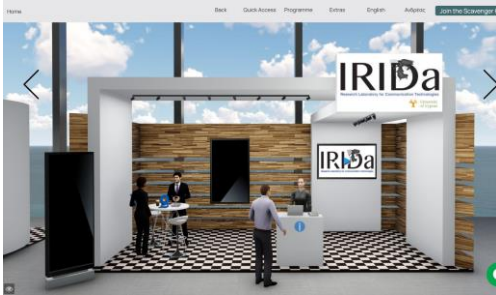 Home Back Quick Access Programme Extras English Ανδρέας Join the Scavenger
IRIDa
Research Laboratory for Communication Technologies
University
of Cyprus
IRIDa